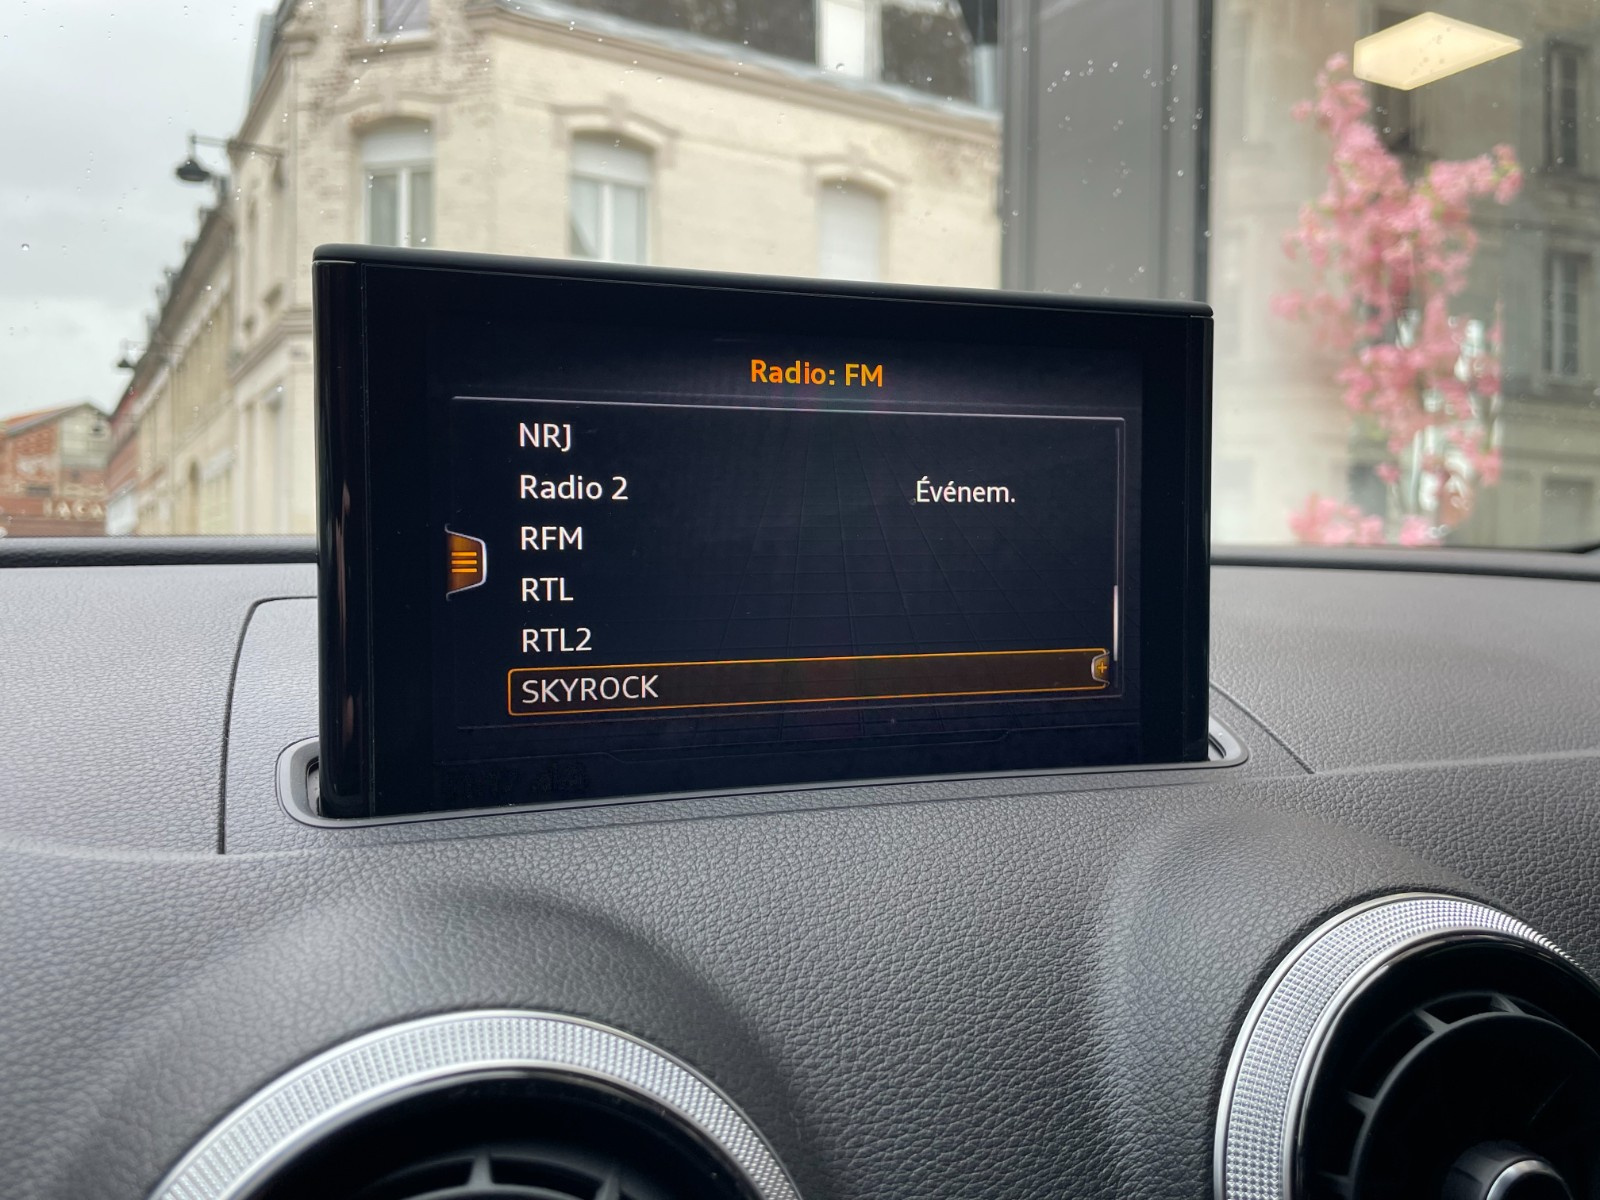 Radio: FM
NRJ
Radio 2 Événem.
RFM
RTL
RTL2
SKYROCK